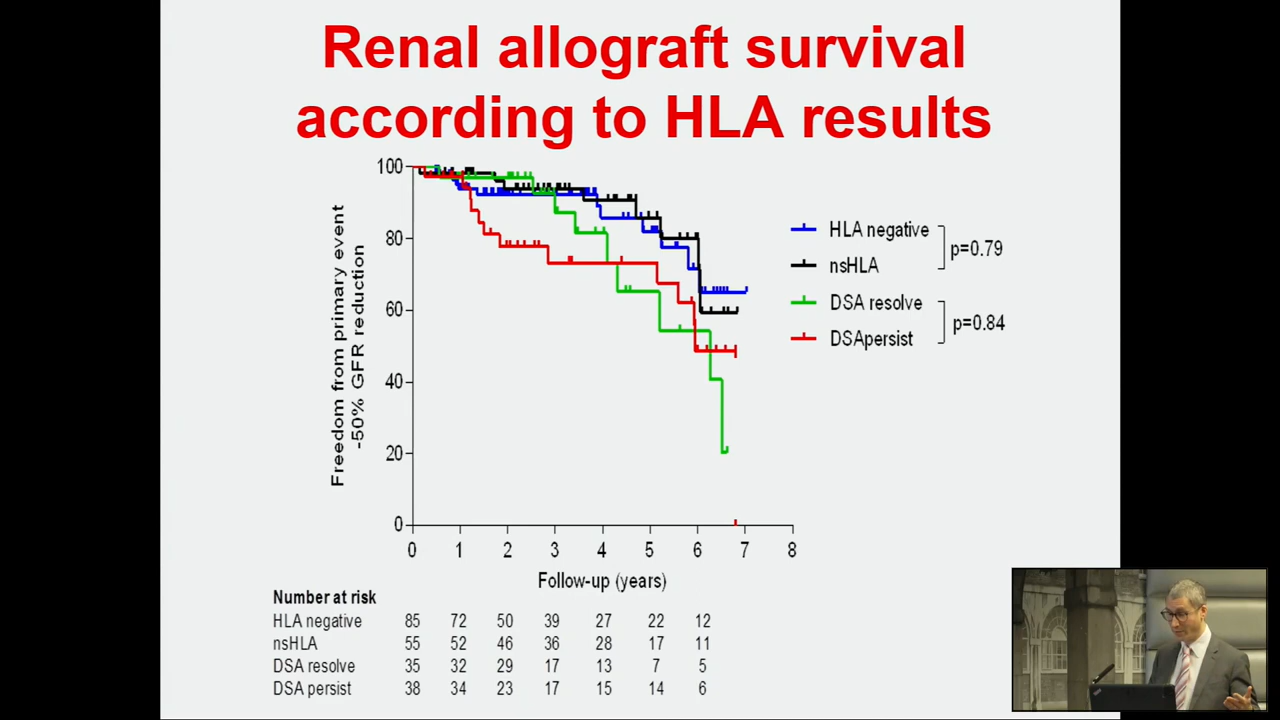 Renal allograft survival
according to HLA results
Freedom from primary event
-50% GFR reduction
100
80
60
40
20
0
0 1 2 3 4 5 6 7 8
Follow-up (years)
HLA negative
nsHLA
p=0.79
DSA resolve
DSApersist
p=0.84
Number at risk
HLA negative 85 72 50 39 27 22 12
nsHLA 55 52 46 36 28 17 11
DSA resolve 35 32 29 17 13 7 5
DSA persist 38 34 23 17 15 14 6